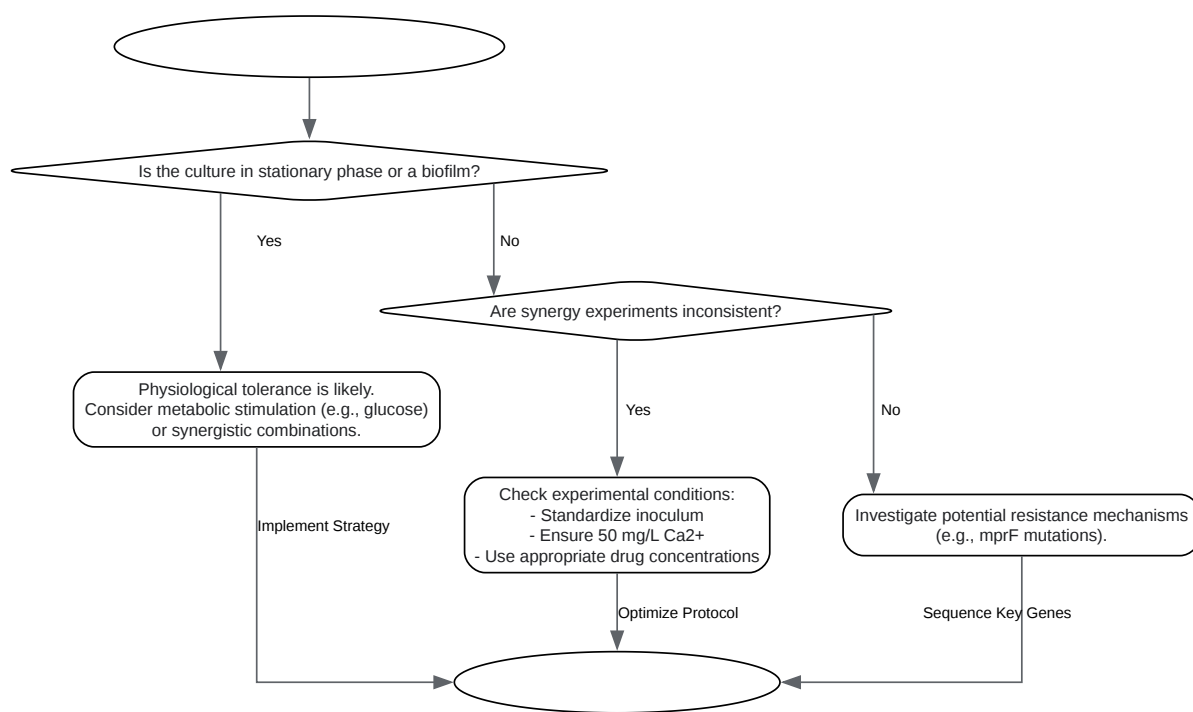 Is the culture in stationary phase or a biofilm?
Yes
No
Are synergy experiments inconsistent?
Physiological tolerance is likely.
Consider metabolic stimulation (e.g., glucose)
or synergistic combinations.
Yes
No
Check experimental conditions:
- Standardize inoculum
- Ensure 50 mg/L Ca2+
- Use appropriate drug concentrations
Investigate potential resistance mechanisms
(e.g., mprF mutations).
Implement Strategy
Optimize Protocol
Sequence Key Genes